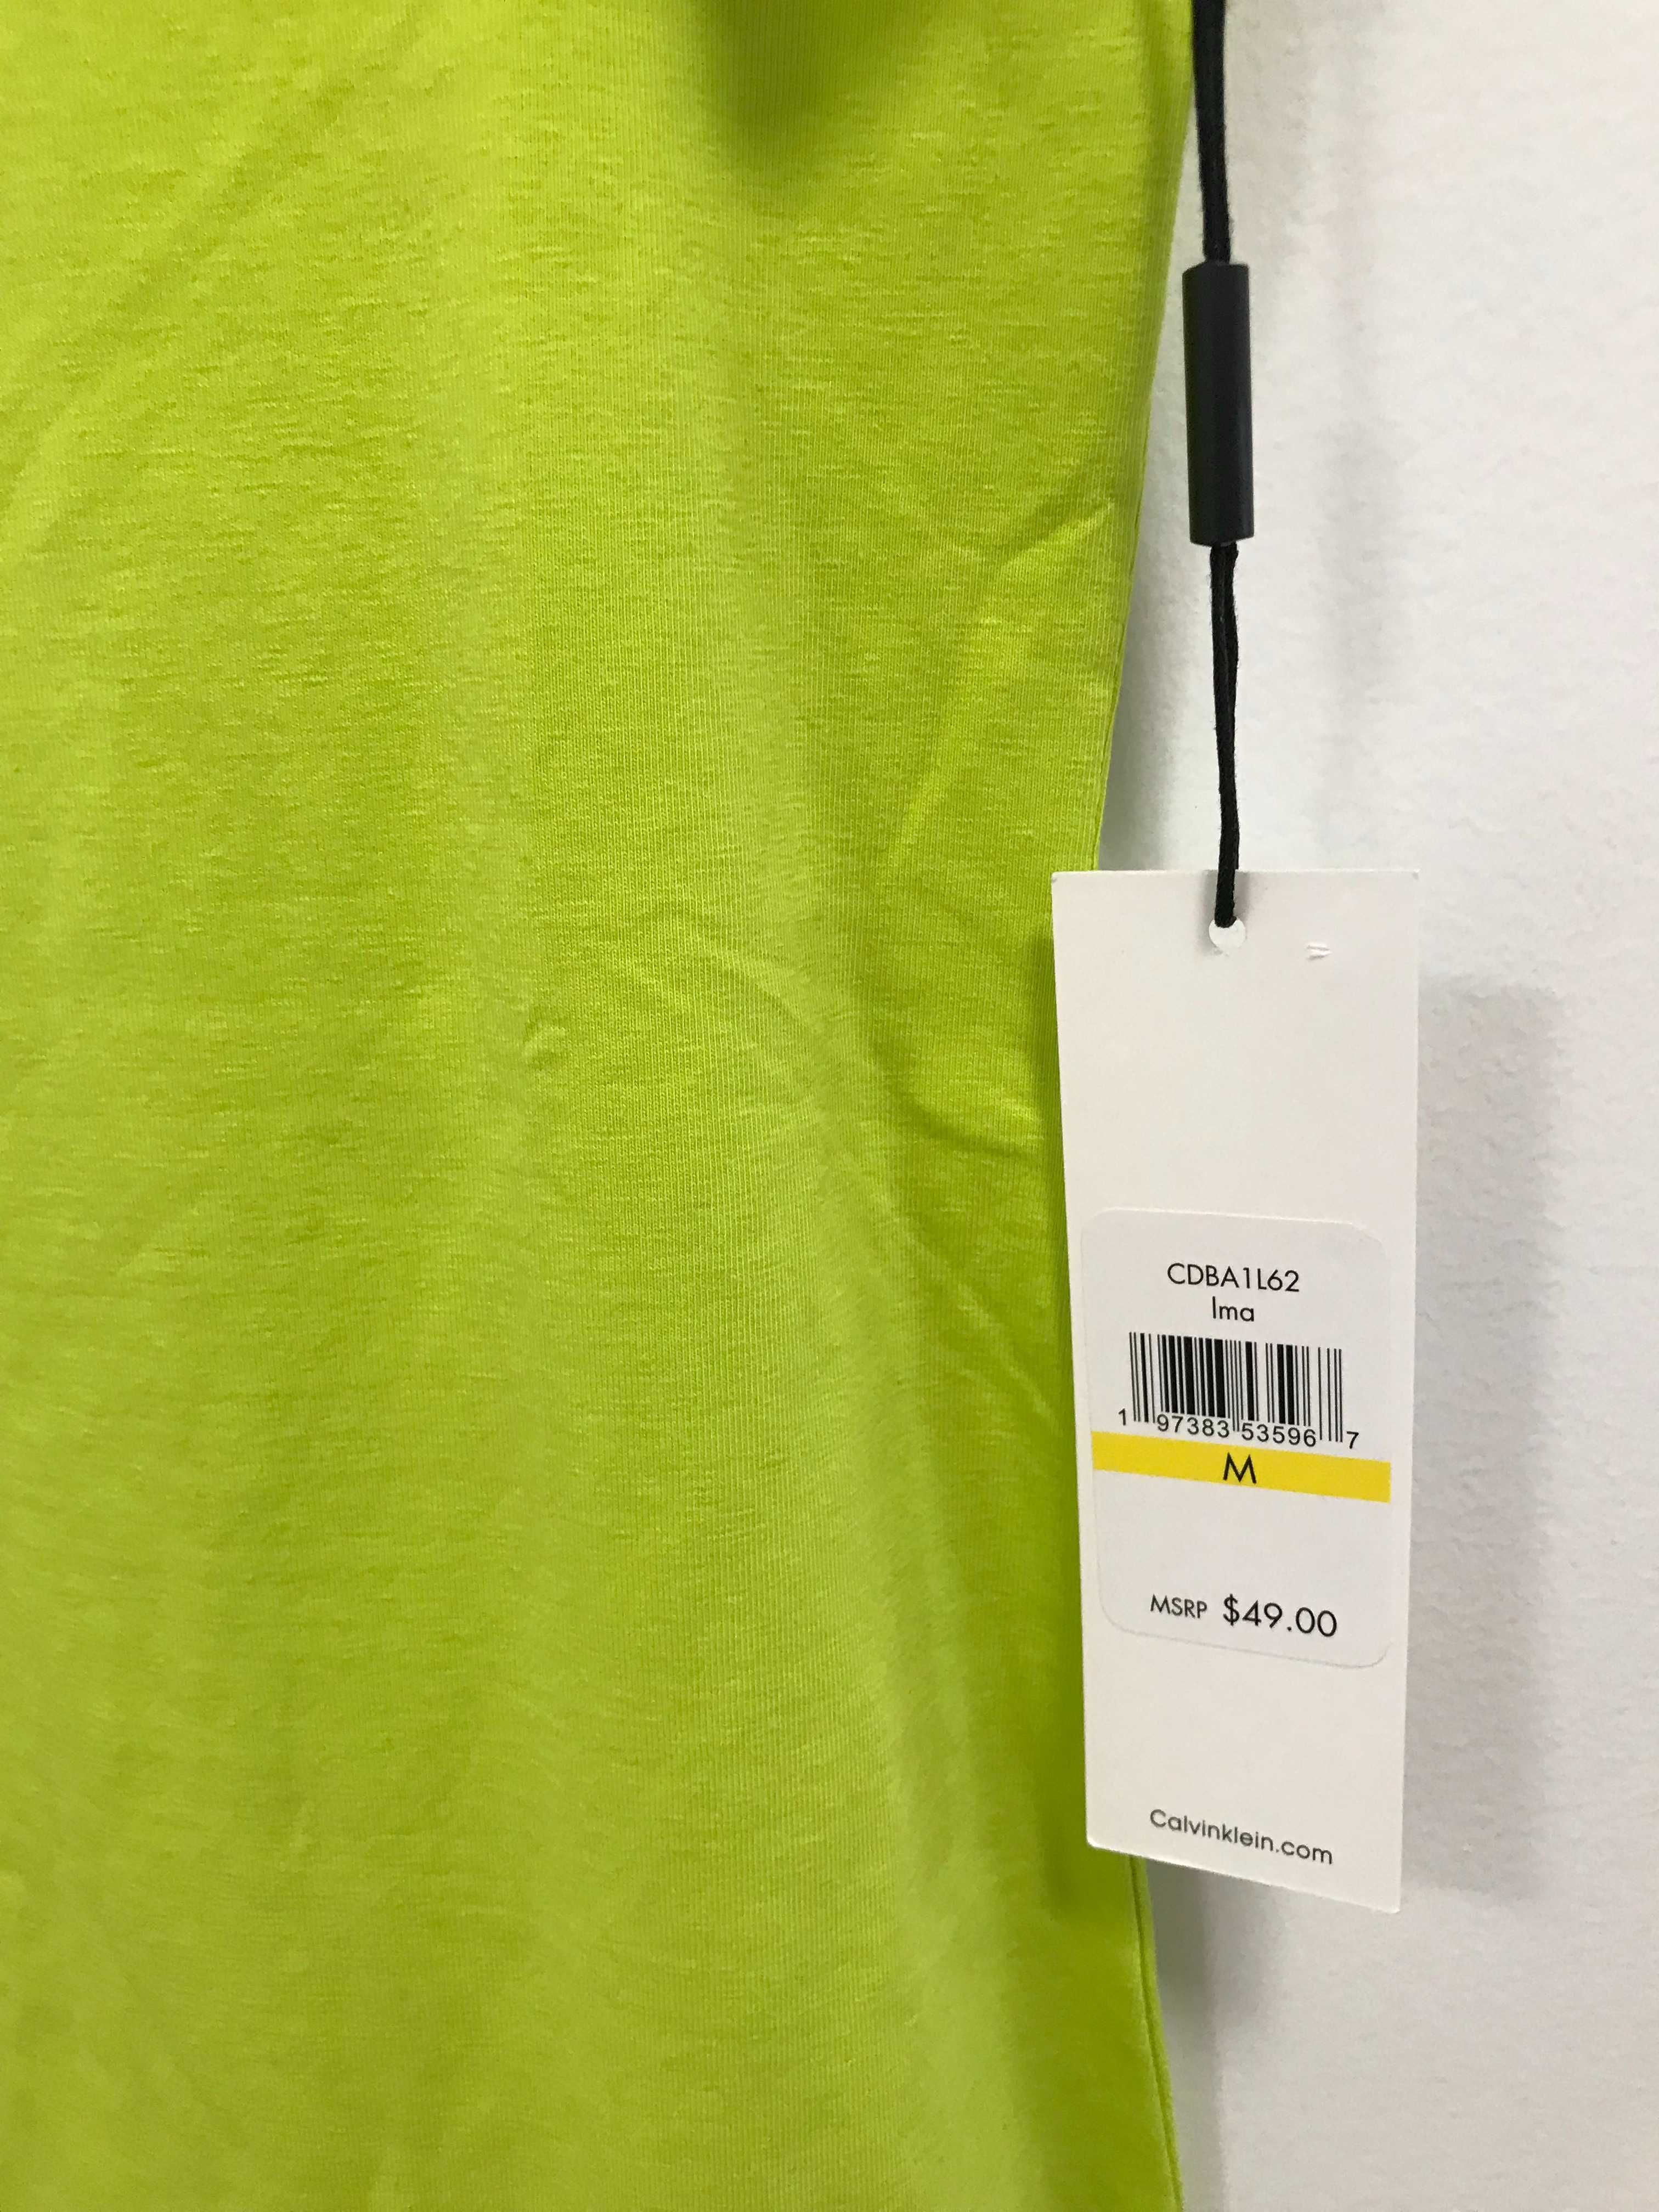 CDBA1L62
lma
1 97383 53596 7
M
MSRP $49.00
Calvinklein.com